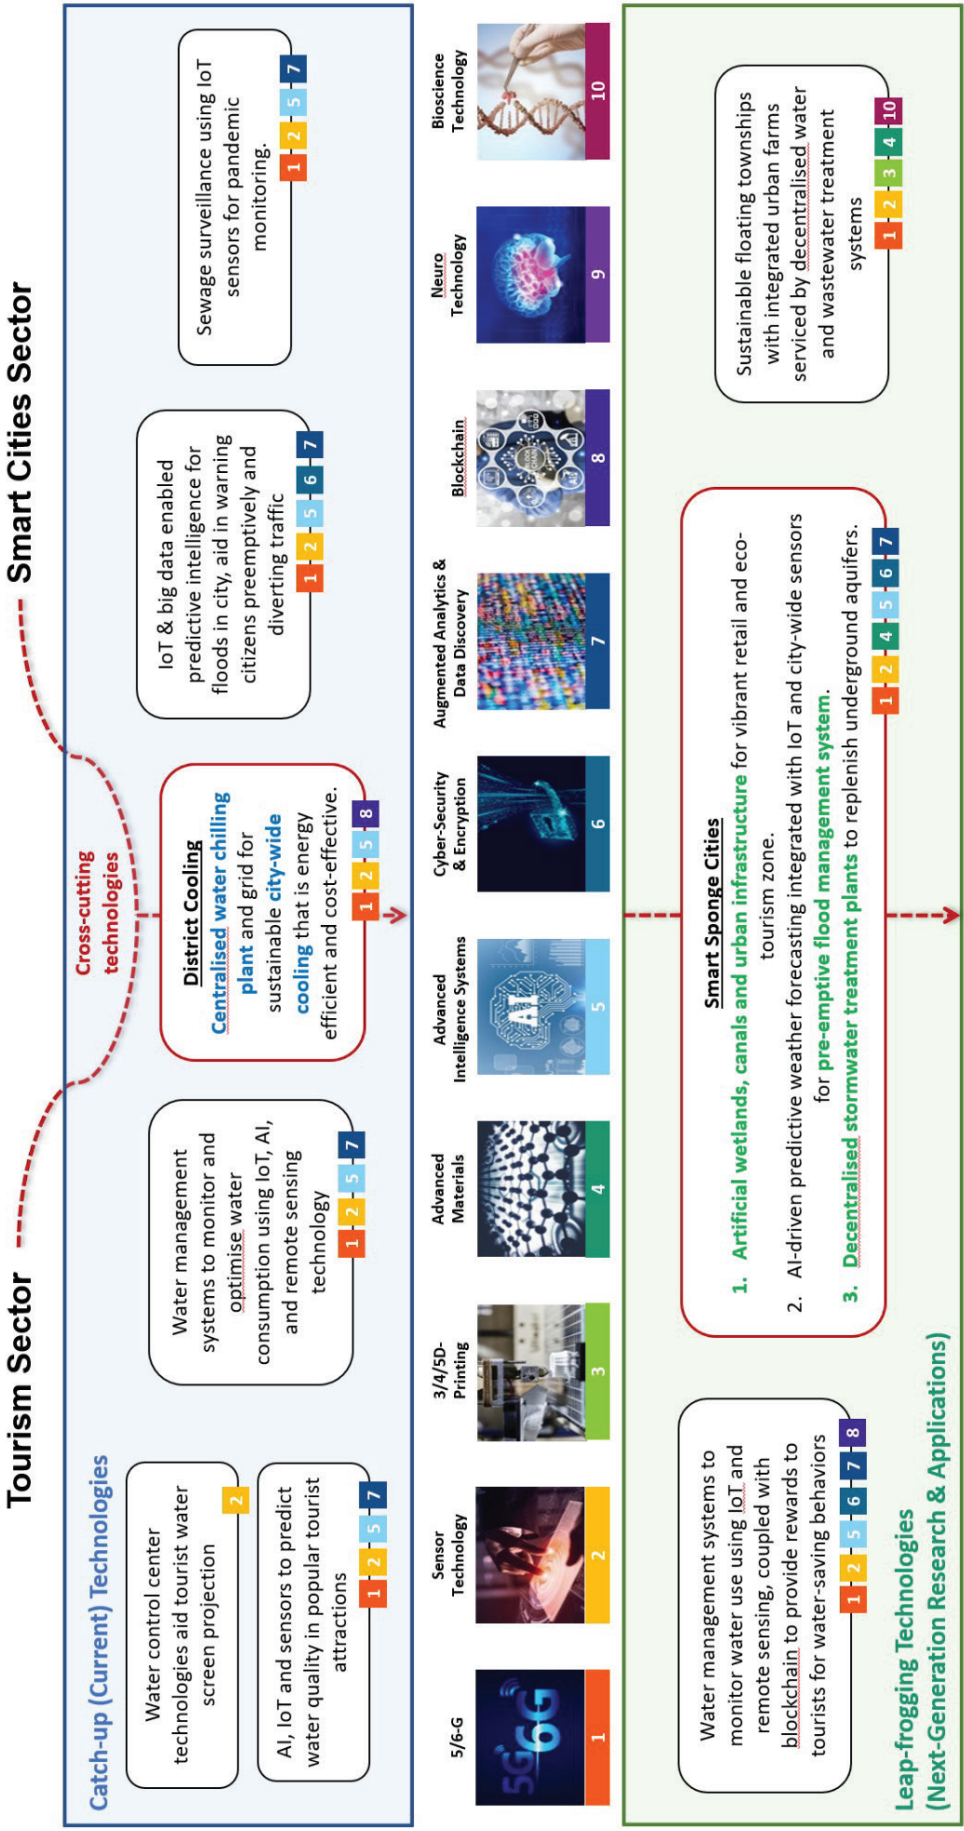 Tourism Sector
Smart Cities Sector
Cross-cutting
technologies
Catch-up (Current) Technologies
Water control center
technologies aid tourist water
screen projection
2
AI, IoT and sensors to predict
water quality in popular tourist
attractions
1 2 5 7
Water management
systems to monitor and
optimise water
consumption using IoT, AI,
and remote sensing
technology
1 2 5 7
District Cooling
Centralised water chilling
plant and grid for
sustainable city-wide
cooling that is energy
efficient and cost-effective.
1 2 5 8
IoT & big data enabled
predictive intelligence for
floods in city, aid in warning
citizens preemptively and
diverting traffic
1 2 5 6 7
Sewage surveillance using IoT
sensors for pandemic
monitoring.
1 2 5 7
5/6-G
5G
6G
1
Sensor
Technology
2
3/4/5D-
Printing
3
Advanced
Materials
4
Advanced
Intelligence Systems
AI
5
Cyber-Security
& Encryption
6
Augmented Analytics &
Data Discovery
7
Blockchain
BLOCK
CHAIN
8
Neuro
Technology
9
Bioscience
Technology
10
Water management systems to
monitor water use using IoT and
remote sensing, coupled with
blockchain to provide rewards to
tourists for water-saving behaviors
1 2 5 6 7 8
Smart Sponge Cities
1. Artificial wetlands, canals and urban infrastructure for vibrant retail and eco-
tourism zone.
2. AI-driven predictive weather forecasting integrated with IoT and city-wide sensors
for pre-emptive flood management system.
3. Decentralised stormwater treatment plants to replenish underground aquifers.
1 2 4 5 6 7
Sustainable floating townships
with integrated urban farms
serviced by decentralised water
and wastewater treatment
systems
1 2 3 4 10
Leap-frogging Technologies
(Next-Generation Research & Applications)